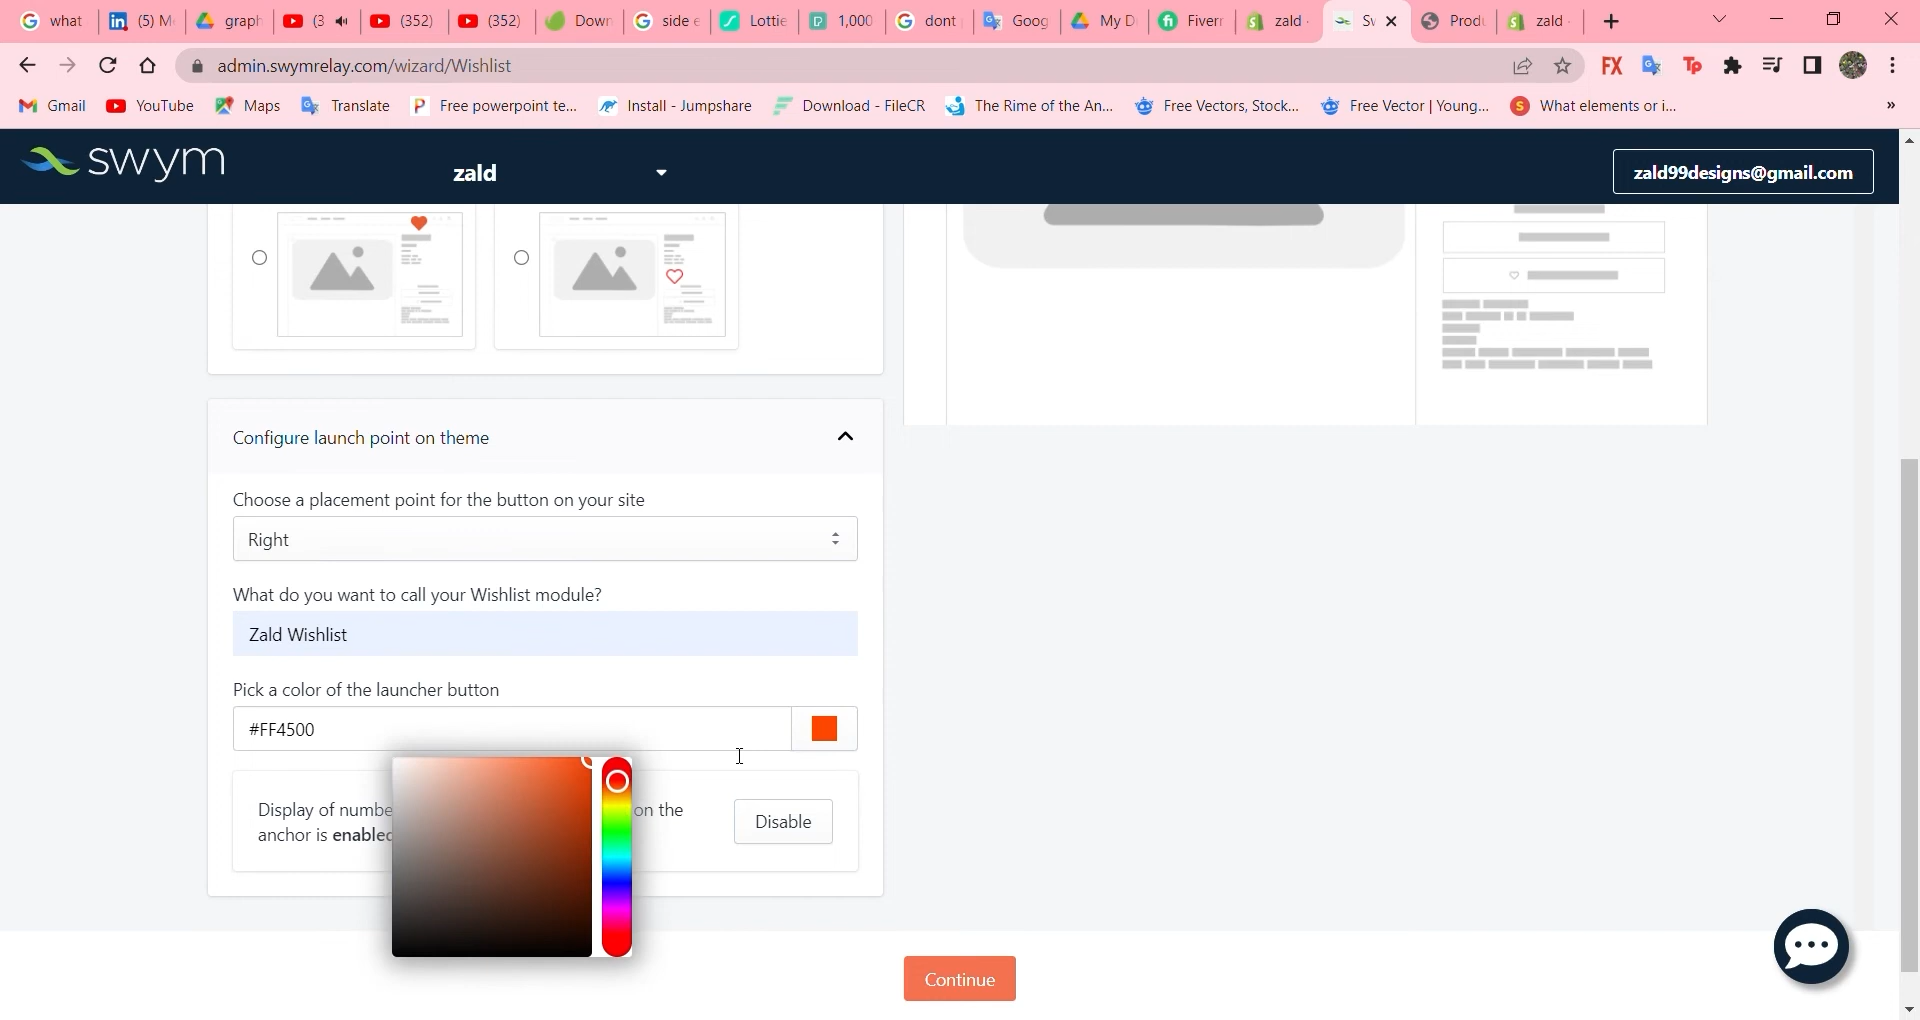 what
(5) M
graph
(3
(352)
(352)
Down
side e
Lottie
1,000
dont
Goog
My D
Fiverr
zald
Sw
Produ
zald
admin.swymrelay.com/wizard/Wishlist
Gmail
YouTube
Maps
Translate
Free powerpoint te...
Install - Jumpshare
Download - FileCR
The Rime of the An...
Free Vectors, Stock...
Free Vector | Young...
What elements or i...
»
swym
zald
zald99designs@gmail.com
Configure launch point on theme
Choose a placement point for the button on your site
Right
What do you want to call your Wishlist module?
Zald Wishlist
Pick a color of the launcher button
#FF4500
Display of numbe on the
anchor is enabled
Disable
Continue